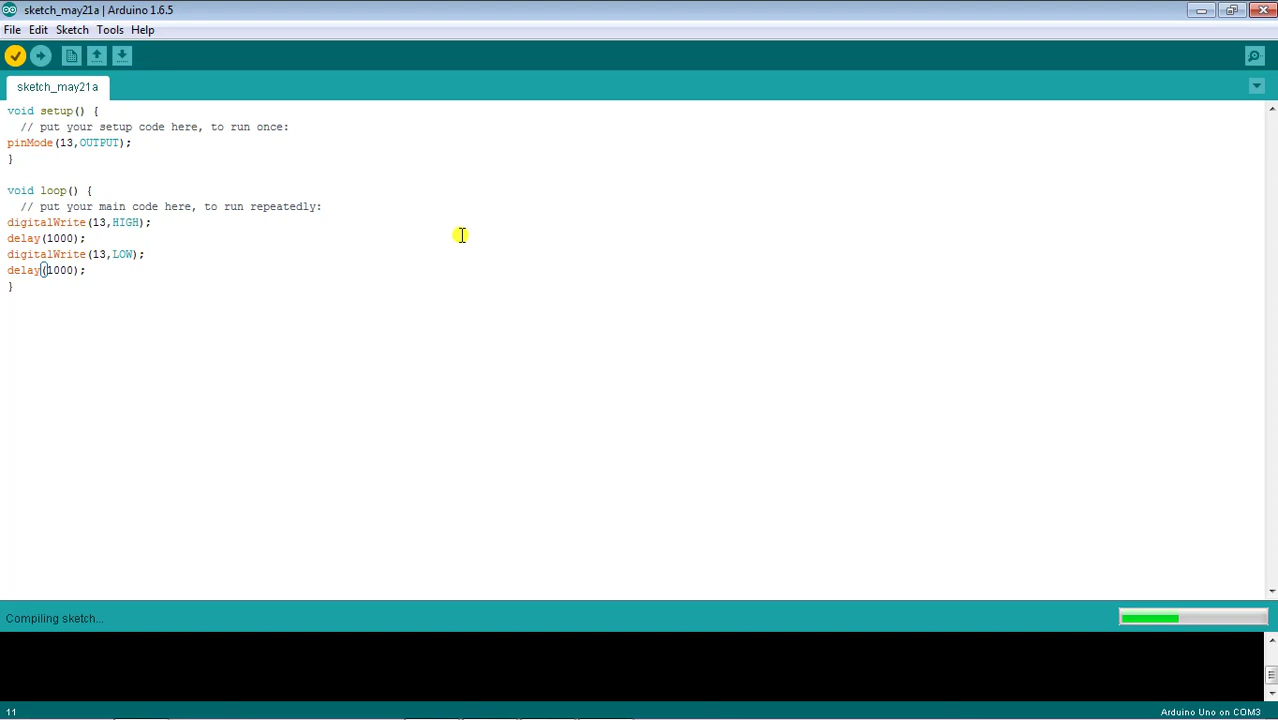 sketch_may21a | Arduino 1.6.5
File Edit Sketch Tools Help
sketch_may21a
void setup() {
  // put your setup code here, to run once:
pinMode(13,OUTPUT);
}
void loop() {
  // put your main code here, to run repeatedly:
digitalWrite(13,HIGH);
delay(1000);
digitalWrite(13,LOW);
delay(1000);
}
Compiling sketch...
11 Arduino Uno on COM3